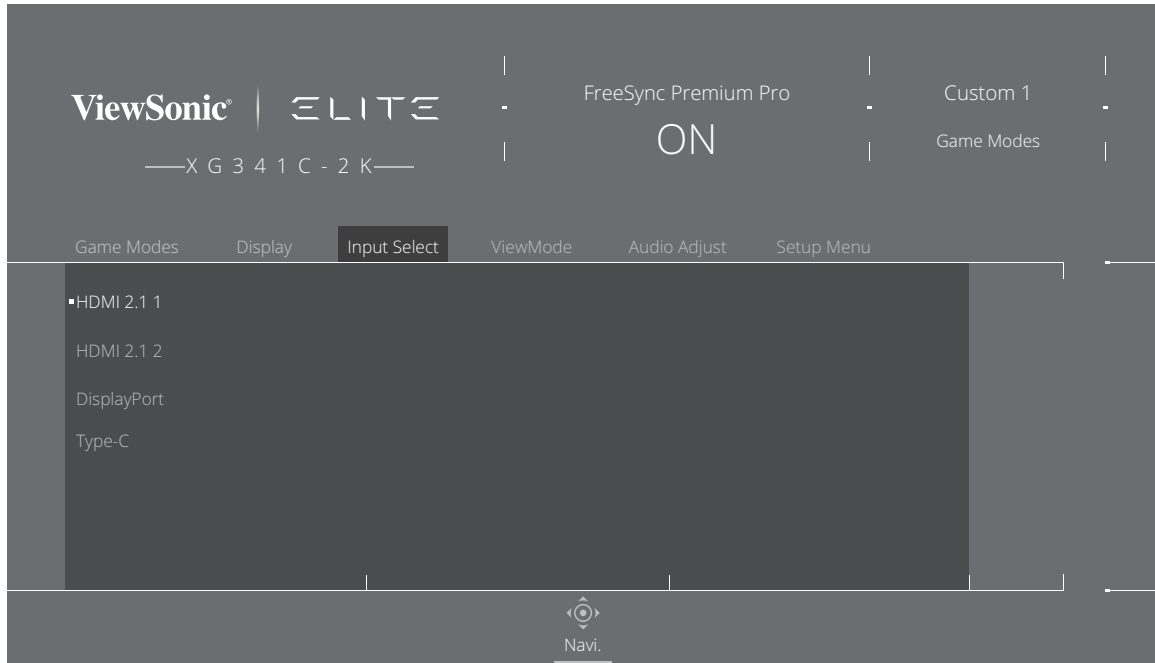 ViewSonic® | ELITE
XG341C-2K
FreeSync Premium Pro
ON
Custom 1
Game Modes
Game Modes Display Input Select ViewMode Audio Adjust Setup Menu
HDMI 2.1 1
HDMI 2.1 2
DisplayPort
Type-C
Navi.